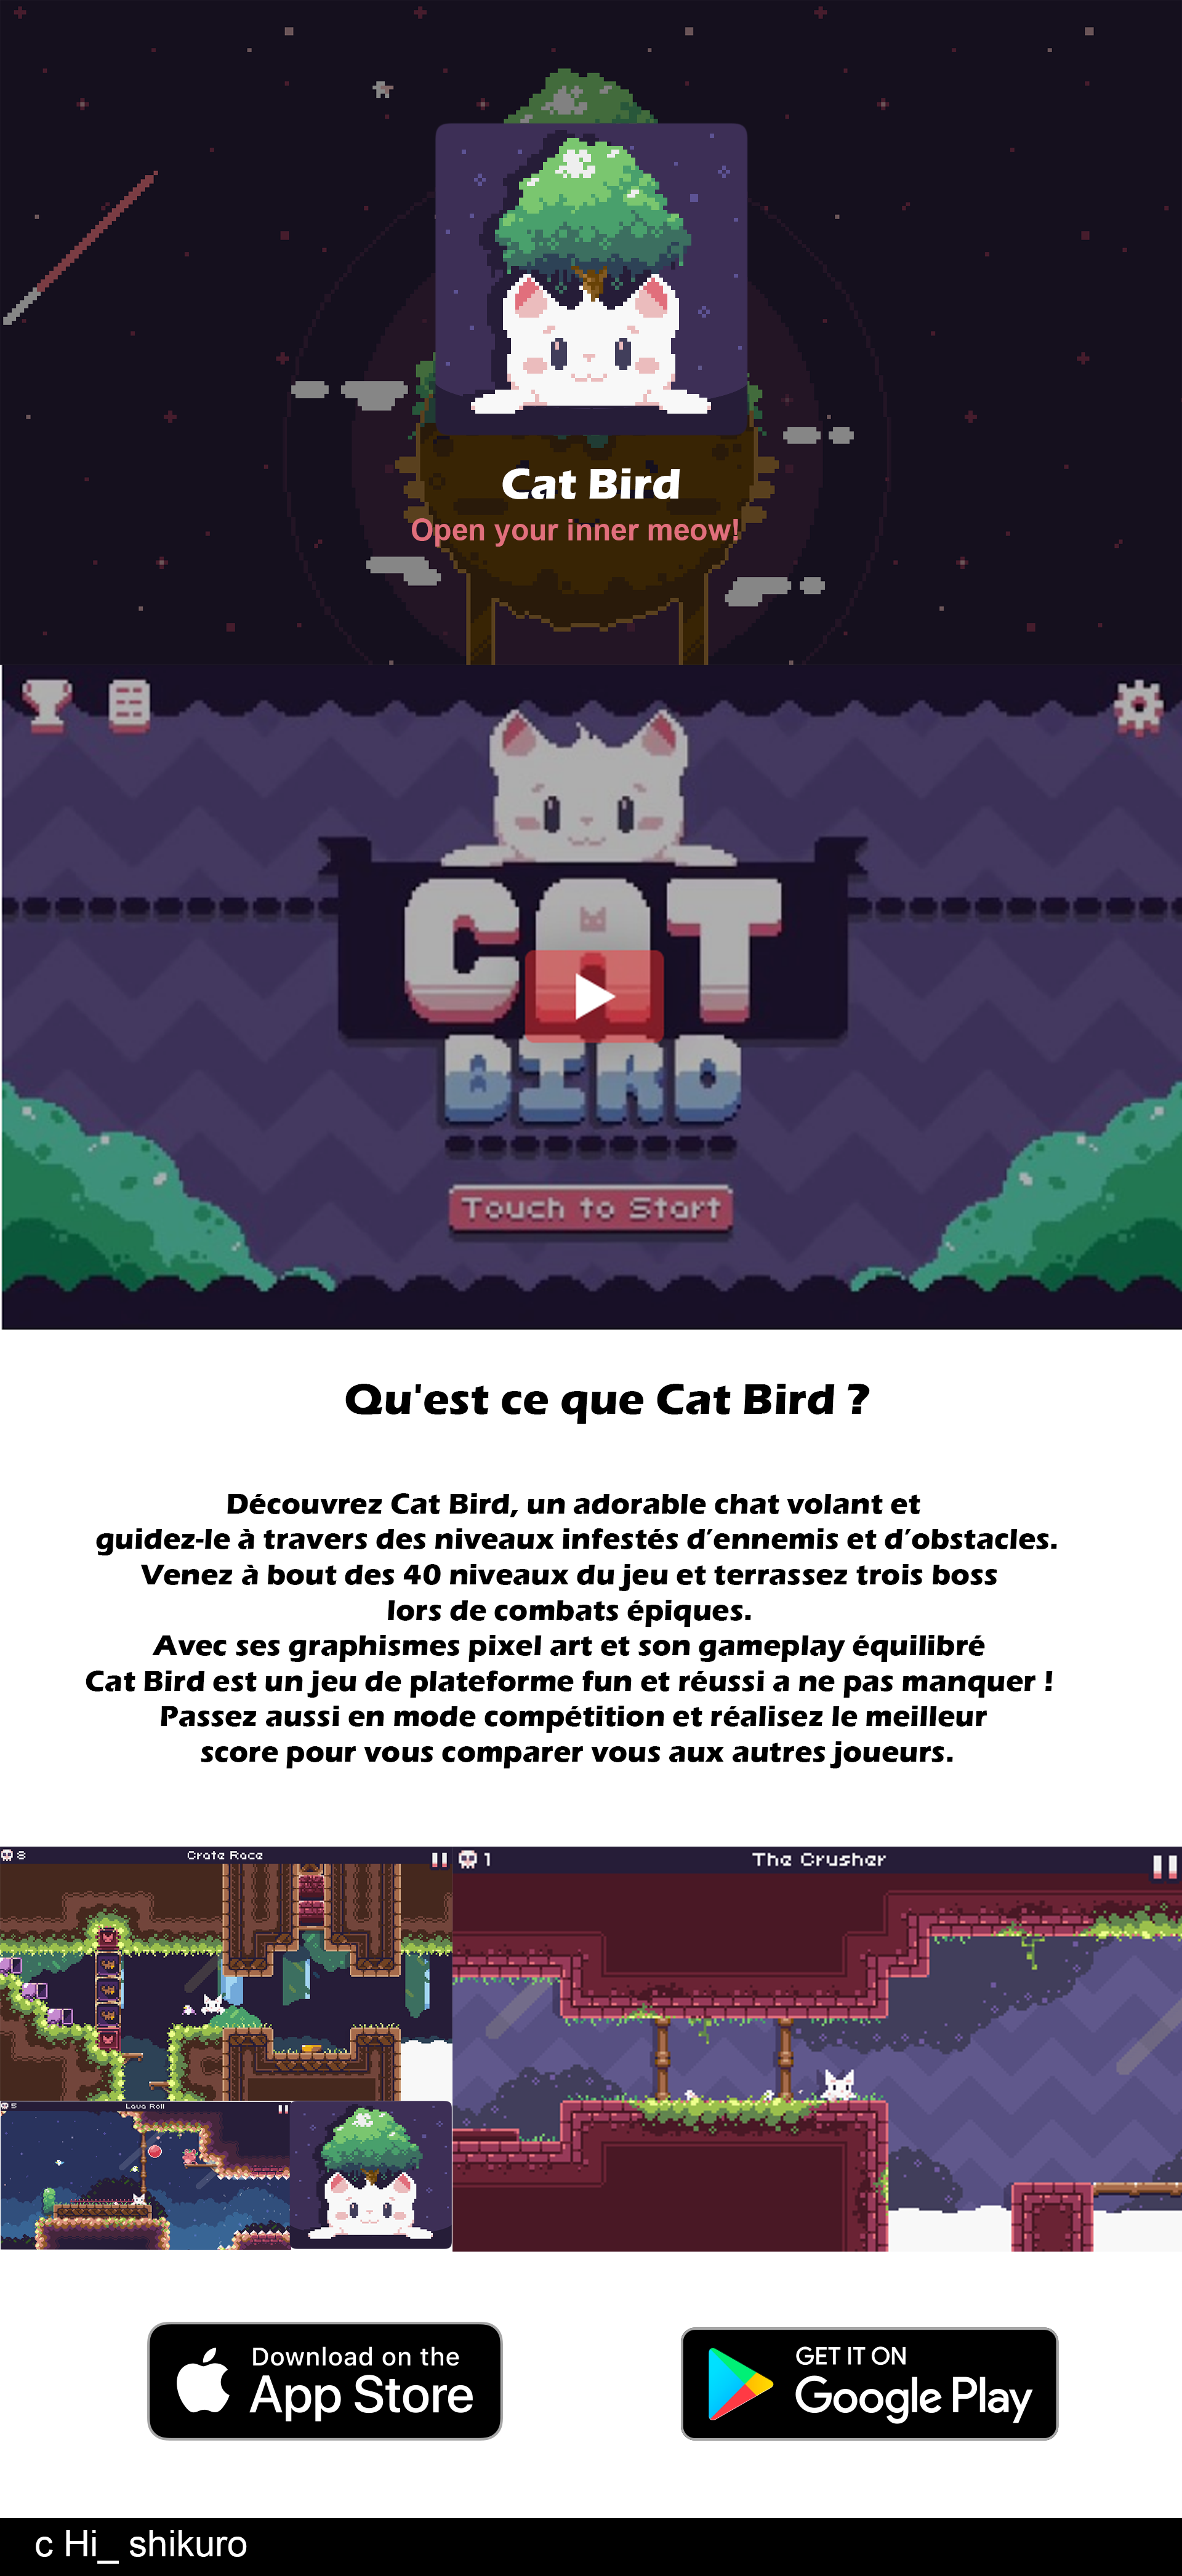 Cat Bird
Open your inner meow!
CAT
BIRD
Touch to Start
Qu'est ce que Cat Bird ?
Découvrez Cat Bird, un adorable chat volant et
guidez-le à travers des niveaux infestés d’ennemis et d’obstacles.
Venez à bout des 40 niveaux du jeu et terrassez trois boss
lors de combats épiques.
Avec ses graphismes pixel art et son gameplay équilibré
Cat Bird est un jeu de plateforme fun et réussi a ne pas manquer !
Passez aussi en mode compétition et réalisez le meilleur
score pour vous comparer vous aux autres joueurs.
8 Crate Race
1 The Crusher
5 Lava Roll
Download on the
App Store
GET IT ON
Google Play
c Hi_ shikuro